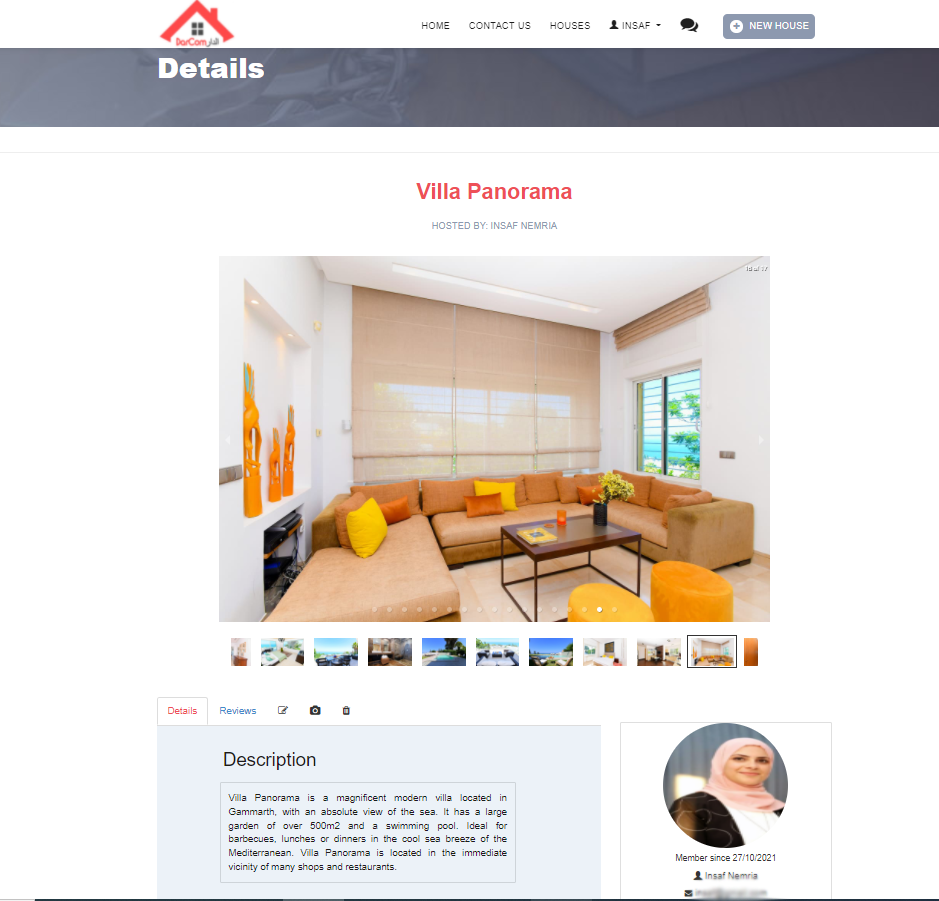 DarCom الدار
HOME CONTACT US HOUSES INSAF NEW HOUSE
Details
Villa Panorama
HOSTED BY: INSAF NEMRIA
16 of 17
Details Reviews
Description
Villa Panorama is a magnificent modern villa located in
Gammarth, with an absolute view of the sea. It has a large
garden of over 500m2 and a swimming pool. Ideal for
barbecues, lunches or dinners in the cool sea breeze of the
Mediterranean. Villa Panorama is located in the immediate
vicinity of many shops and restaurants.
Member since 27/10/2021
Insaf Nemria